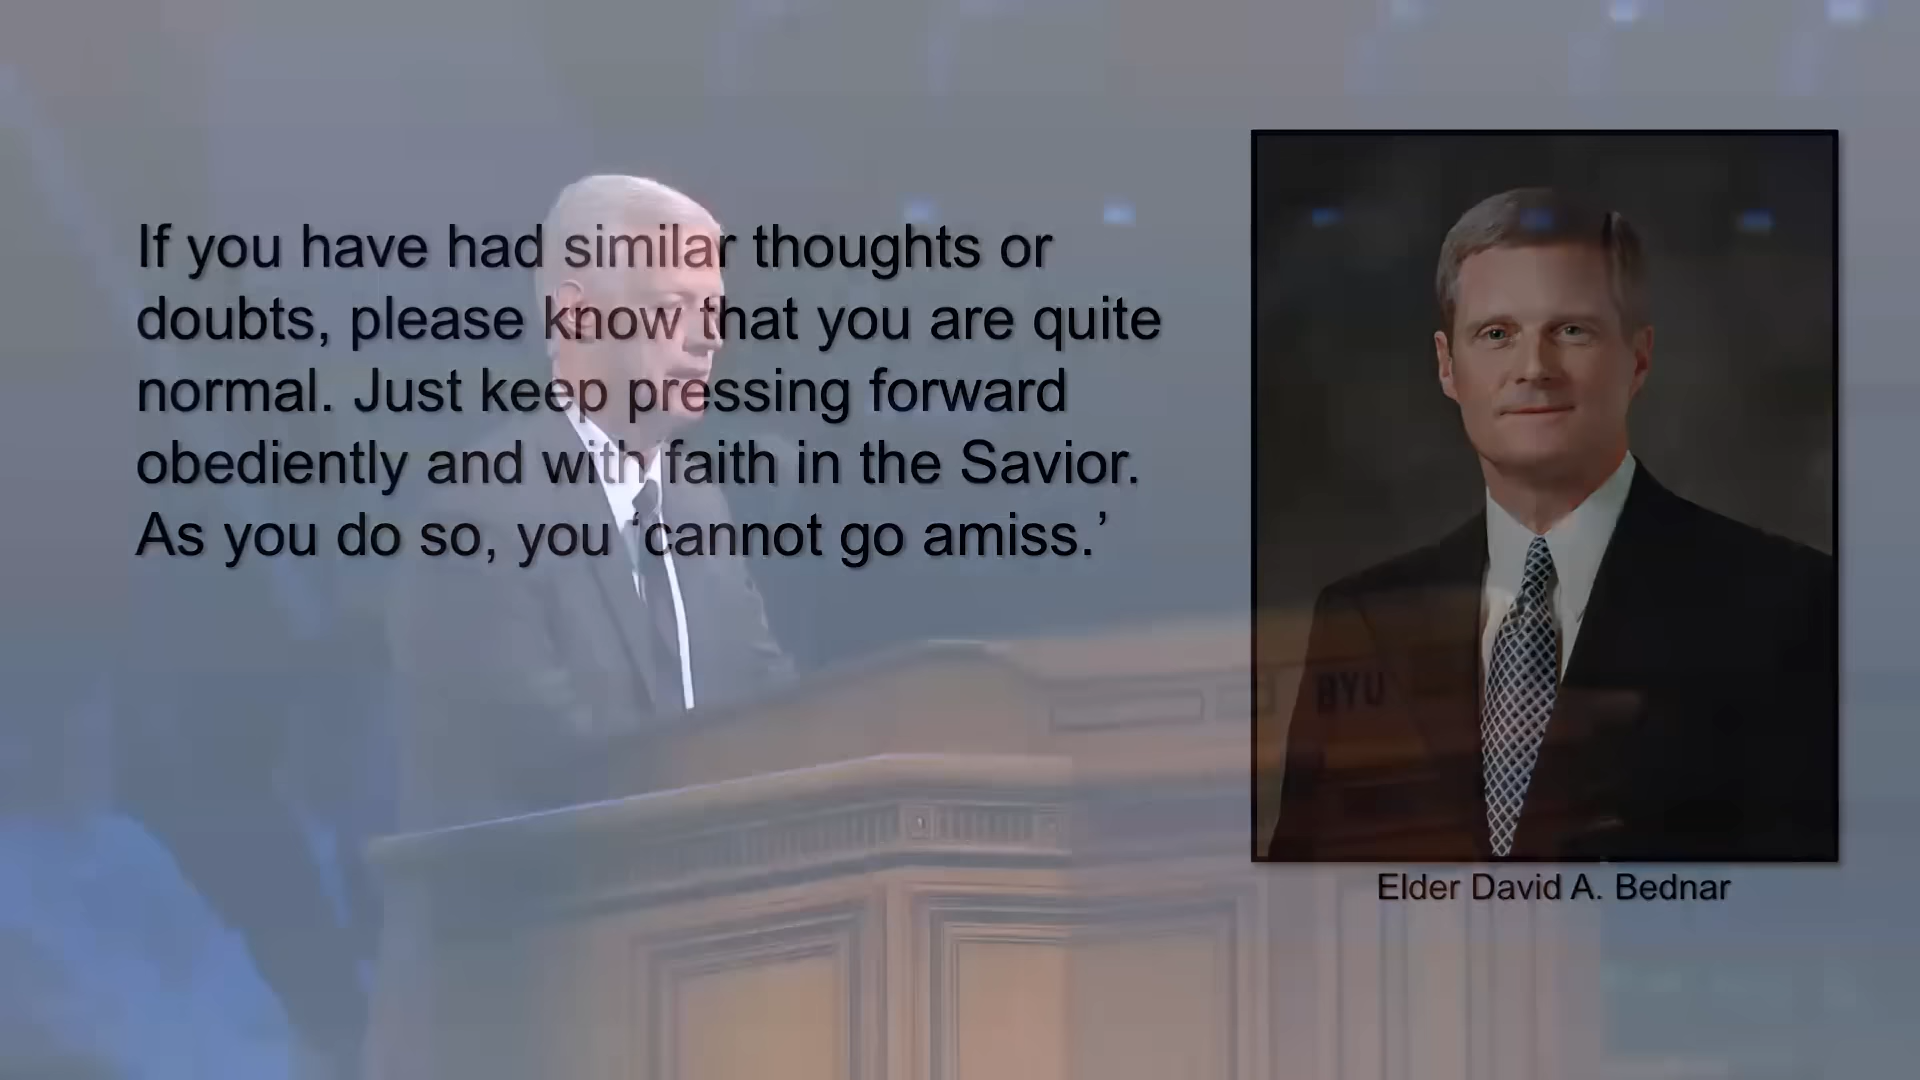 If you have had similar thoughts or
doubts, please know that you are quite
normal. Just keep pressing forward
obediently and with faith in the Savior.
As you do so, you ‘cannot go amiss.’
BYU
Elder David A. Bednar